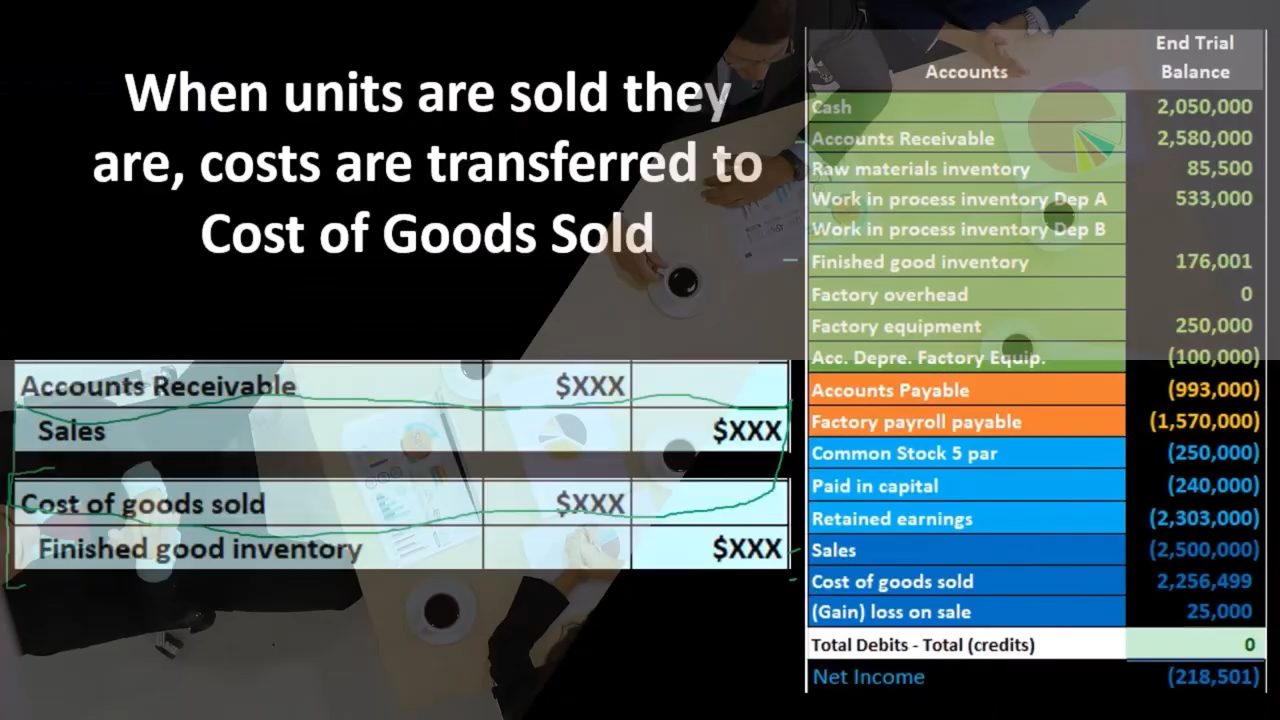 When units are sold they
are, costs are transferred to
Cost of Goods Sold
Accounts Receivable $XXX
Sales $XXX
Cost of goods sold $XXX
Finished good inventory $XXX
End Trial
Accounts Balance
Cash 2,050,000
Accounts Receivable 2,580,000
Raw materials inventory 85,500
Work in process inventory Dep A 533,000
Work in process inventory Dep B
Finished good inventory 176,001
Factory overhead 0
Factory equipment 250,000
Acc. Depre. Factory Equip. (100,000)
Accounts Payable (993,000)
Factory payroll payable (1,570,000)
Common Stock 5 par (250,000)
Paid in capital (240,000)
Retained earnings (2,303,000)
Sales (2,500,000)
Cost of goods sold 2,256,499
(Gain) loss on sale 25,000
Total Debits - Total (credits) 0
Net Income (218,501)